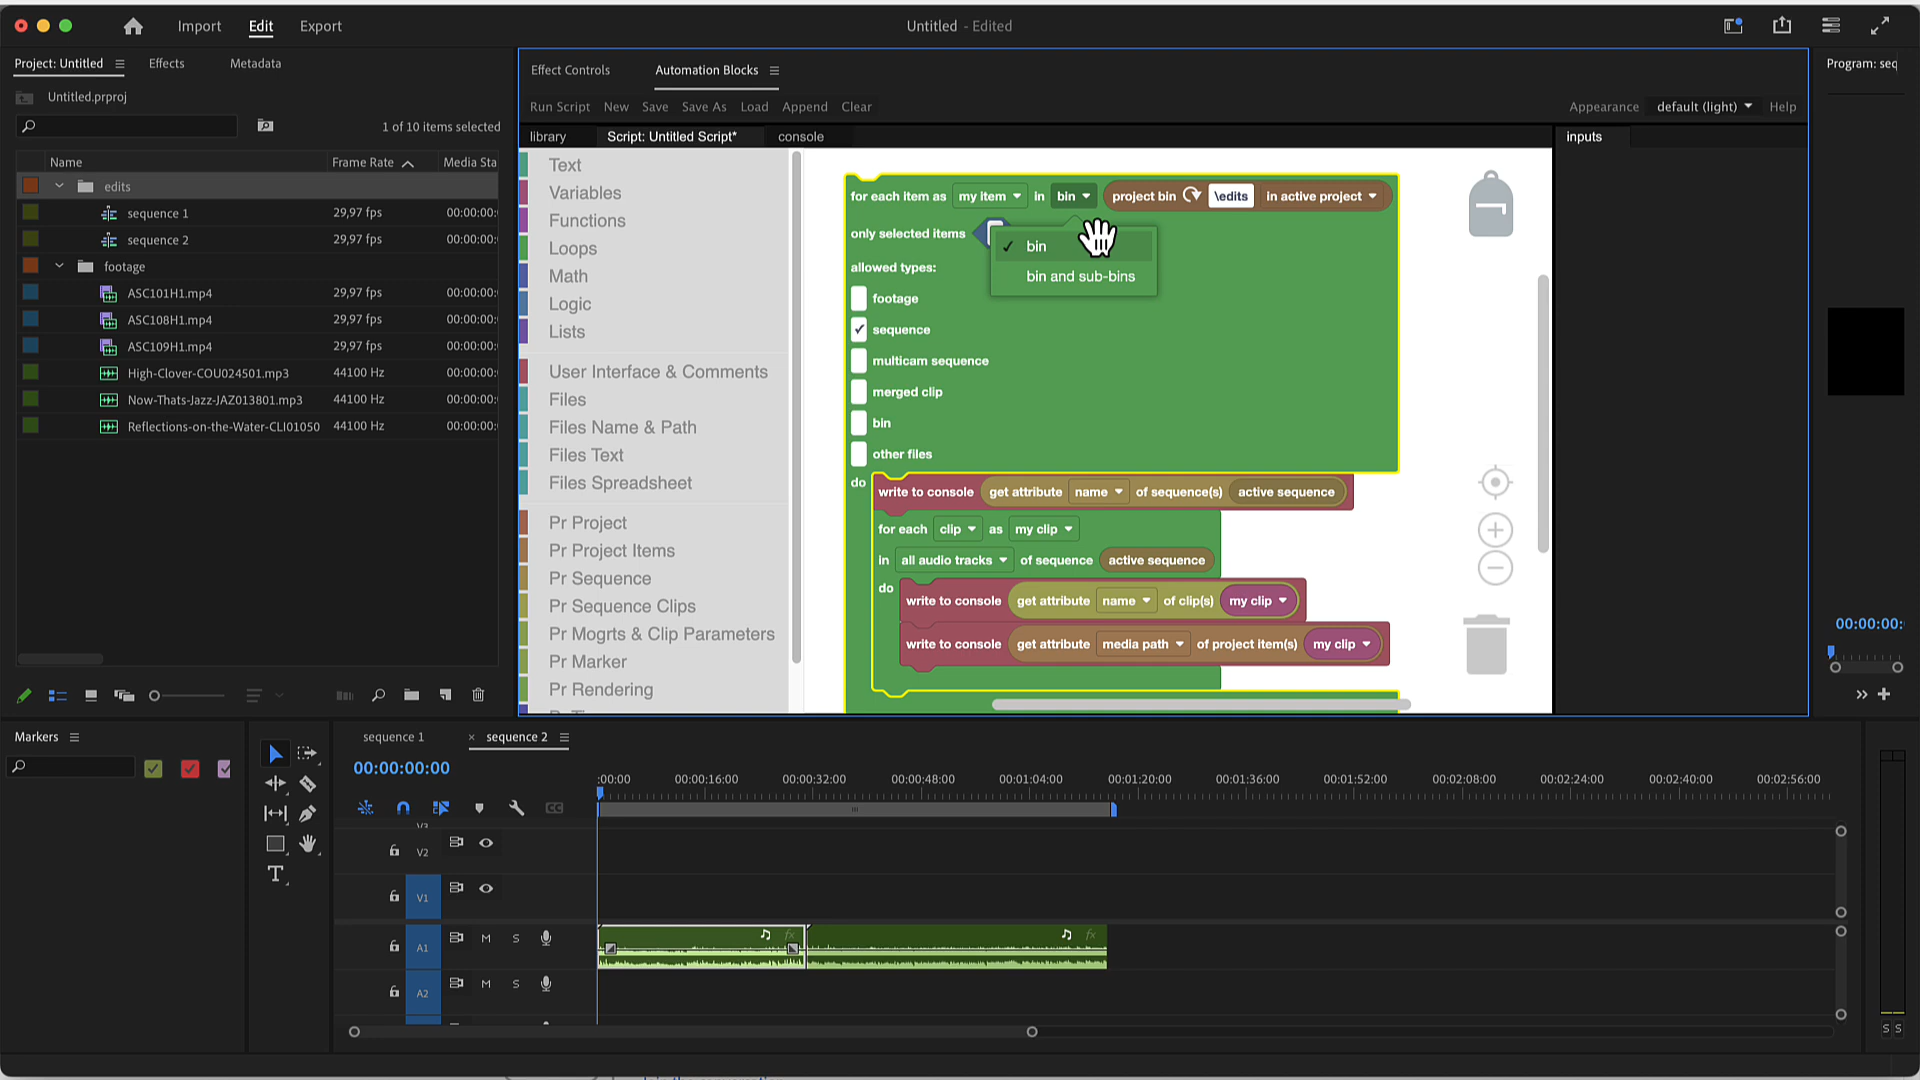 Import Edit Export
Untitled - Edited
Project: Untitled Effects Metadata
Untitled.prproj
1 of 10 items selected
Name Frame Rate Media Sta
edits
sequence 1 29,97 fps 00:00:00:
sequence 2 29,97 fps 00:00:00:
footage
ASC101H1.mp4 29,97 fps 00:00:00:
ASC108H1.mp4 29,97 fps 00:00:00:
ASC109H1.mp4 29,97 fps 00:00:00:
High-Clover-COU024501.mp3 44100 Hz 00:00:00:
Now-Thats-Jazz-JAZ013801.mp3 44100 Hz 00:00:00:
Reflections-on-the-Water-CLI01050 44100 Hz 00:00:00:
Effect Controls Automation Blocks
Run Script New Save Save As Load Append Clear
Appearance default (light) Help
library Script: Untitled Script* console
inputs
Text
Variables
Functions
Loops
Math
Logic
Lists
User Interface & Comments
Files
Files Name & Path
Files Text
Files Spreadsheet
Pr Project
Pr Project Items
Pr Sequence
Pr Sequence Clips
Pr Mogrts & Clip Parameters
Pr Marker
Pr Rendering
for each item as my item in bin project bin \edits in active project
only selected items
✓ bin
bin and sub-bins
allowed types:
footage
✓ sequence
multicam sequence
merged clip
bin
other files
do write to console get attribute name of sequence(s) active sequence
for each clip as my clip
in all audio tracks of sequence active sequence
do write to console get attribute name of clip(s) my clip
write to console get attribute media path of project item(s) my clip
Program: seq
00:00:00:
Markers
sequence 1 × sequence 2
00:00:00:00
:00:00 00:00:16:00 00:00:32:00 00:00:48:00 00:01:04:00 00:01:20:00 00:01:36:00 00:01:52:00 00:02:08:00 00:02:24:00 00:02:40:00 00:02:56:00
CC
T
V3
V2
V1
A1 M S fx fx
A2 M S
S S